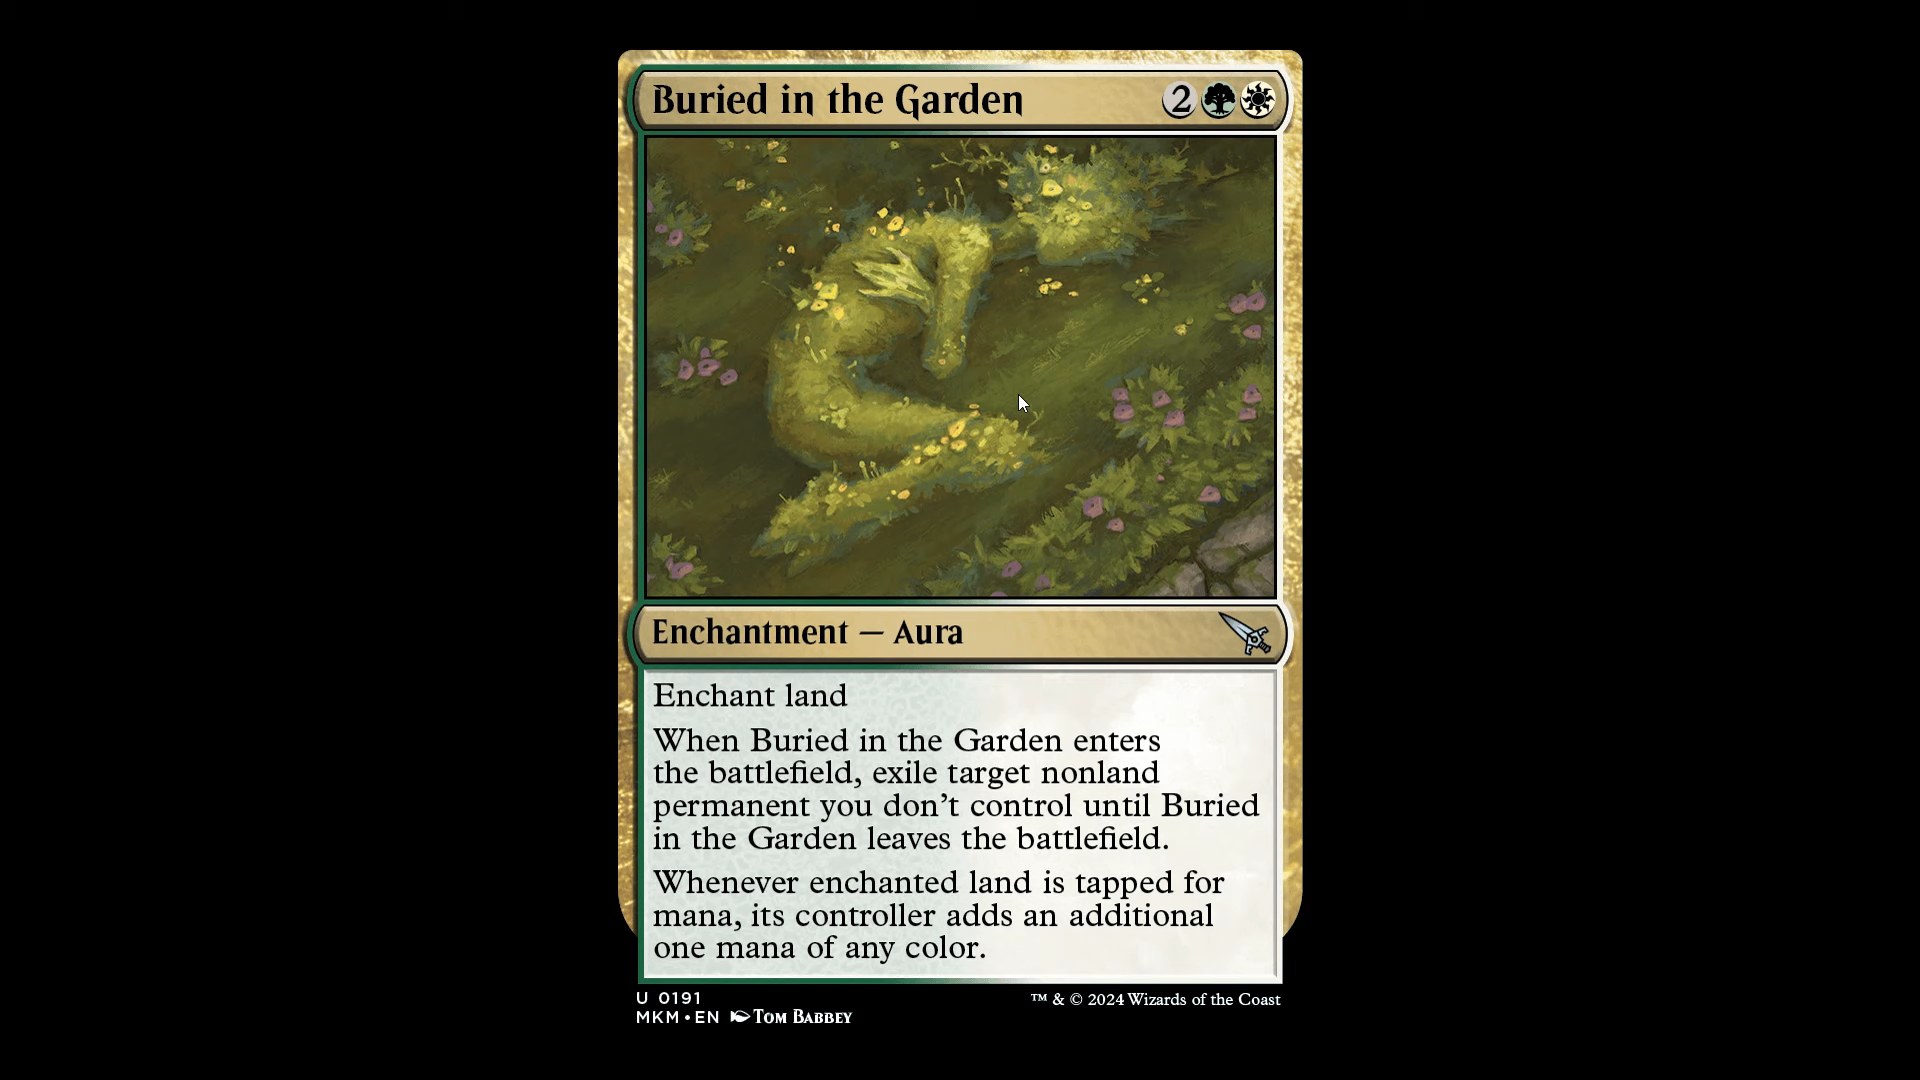 Buried in the Garden 2
Enchantment — Aura
Enchant land
When Buried in the Garden enters
the battlefield, exile target nonland
permanent you don’t control until Buried
in the Garden leaves the battlefield.
Whenever enchanted land is tapped for
mana, its controller adds an additional
one mana of any color.
U 0191
MKM • EN Tom Babbey
™ & © 2024 Wizards of the Coast